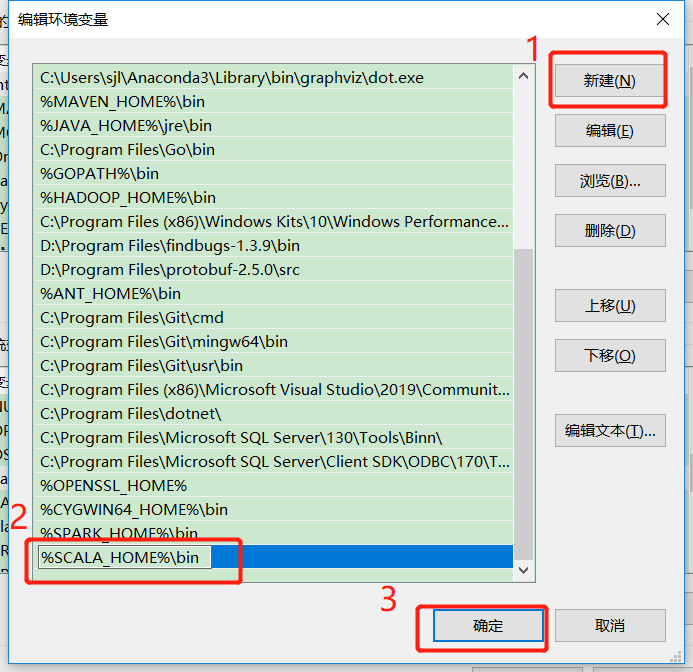 编辑环境变量
1
C:\Users\sjl\Anaconda3\Library\bin\graphviz\dot.exe
新建(N)
%MAVEN_HOME%\bin
%JAVA_HOME%\jre\bin
编辑(E)
C:\Program Files\Go\bin
%GOPATH%\bin
浏览(B)...
%HADOOP_HOME%\bin
C:\Program Files (x86)\Windows Kits\10\Windows Performance...
删除(D)
D:\Program Files\findbugs-1.3.9\bin
D:\Program Files\protobuf-2.5.0\src
%ANT_HOME%\bin
上移(U)
C:\Program Files\Git\cmd
C:\Program Files\Git\mingw64\bin
下移(O)
C:\Program Files\Git\usr\bin
C:\Program Files (x86)\Microsoft Visual Studio\2019\Communit...
C:\Program Files\dotnet\
编辑文本(T)...
C:\Program Files\Microsoft SQL Server\130\Tools\Binn\
C:\Program Files\Microsoft SQL Server\Client SDK\ODBC\170\T...
%OPENSSL_HOME%
%CYGWIN64_HOME%\bin
2
%SPARK_HOME%\bin
%SCALA_HOME%\bin
3
确定
取消